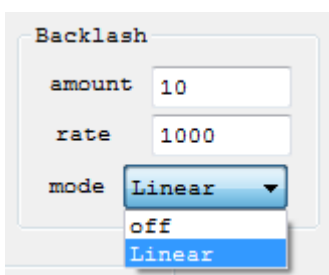 Backlash
amount 10
rate 1000
mode Linear
off
Linear